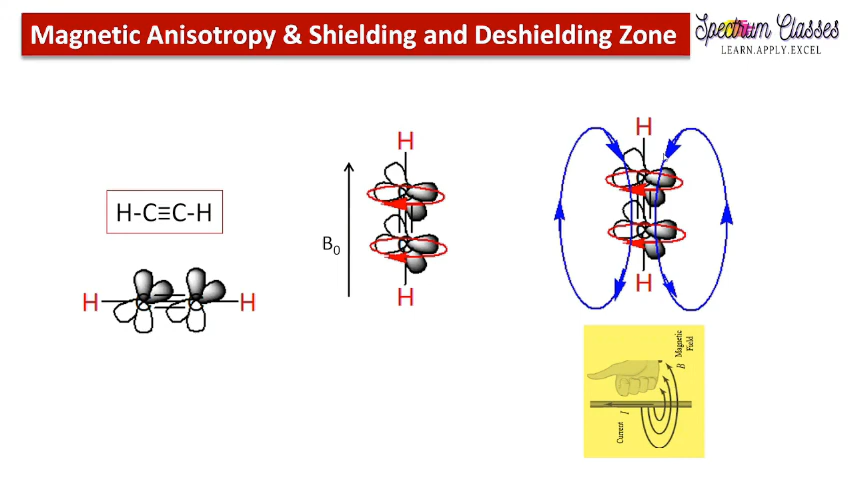 Magnetic Anisotropy & Shielding and Deshielding Zone
Spectrum Classes
LEARN.APPLY.EXCEL
H-C≡C-H
H
H
B₀
H
H
H
H
Magnetic
Field
B
I
Current